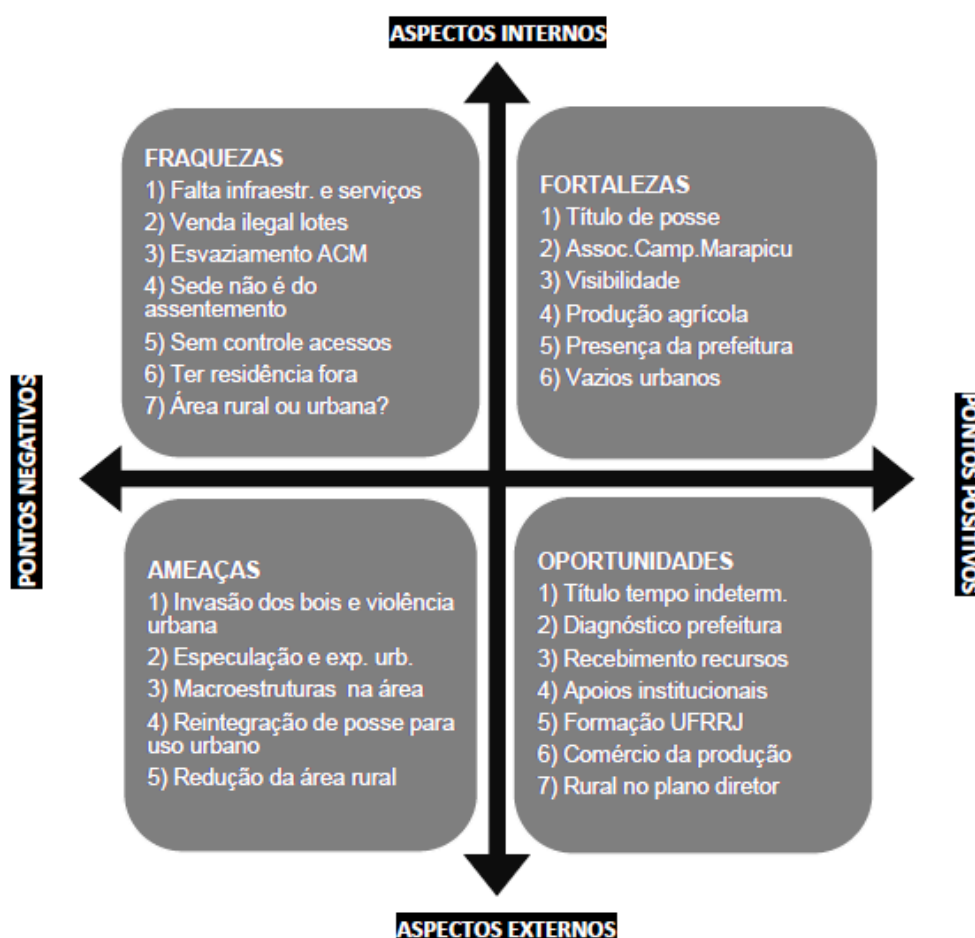 ASPECTOS INTERNOS
FRAQUEZAS
1) Falta infraestr. e serviços
2) Venda ilegal lotes
3) Esvaziamento ACM
4) Sede não é do
assentemento
5) Sem controle acessos
6) Ter residência fora
7) Área rural ou urbana?
FORTALEZAS
1) Título de posse
2) Assoc.Camp.Marapicu
3) Visibilidade
4) Produção agrícola
5) Presença da prefeitura
6) Vazios urbanos
PONTOS NEGATIVOS
PONTOS POSITIVOS
AMEAÇAS
1) Invasão dos bois e violência
urbana
2) Especulação e exp. urb.
3) Macroestruturas na área
4) Reintegração de posse para
uso urbano
5) Redução da área rural
OPORTUNIDADES
1) Título tempo indeterm.
2) Diagnóstico prefeitura
3) Recebimento recursos
4) Apoios institucionais
5) Formação UFRRJ
6) Comércio da produção
7) Rural no plano diretor
ASPECTOS EXTERNOS